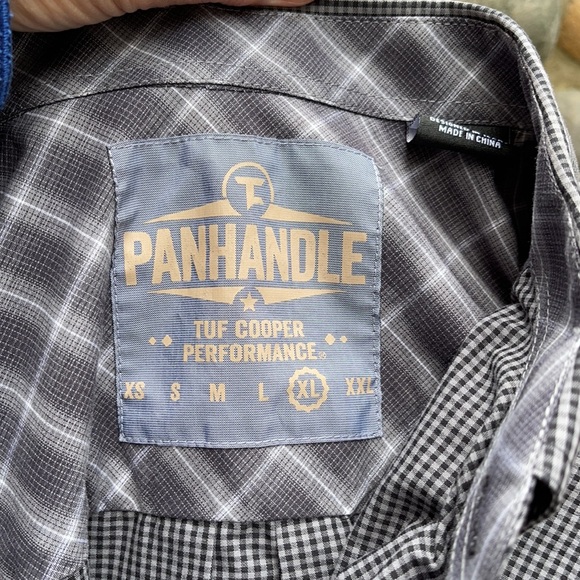 MADE IN CHINA
T
PANHANDLE
TUF COOPER
PERFORMANCE®
XS S M L XL XXL